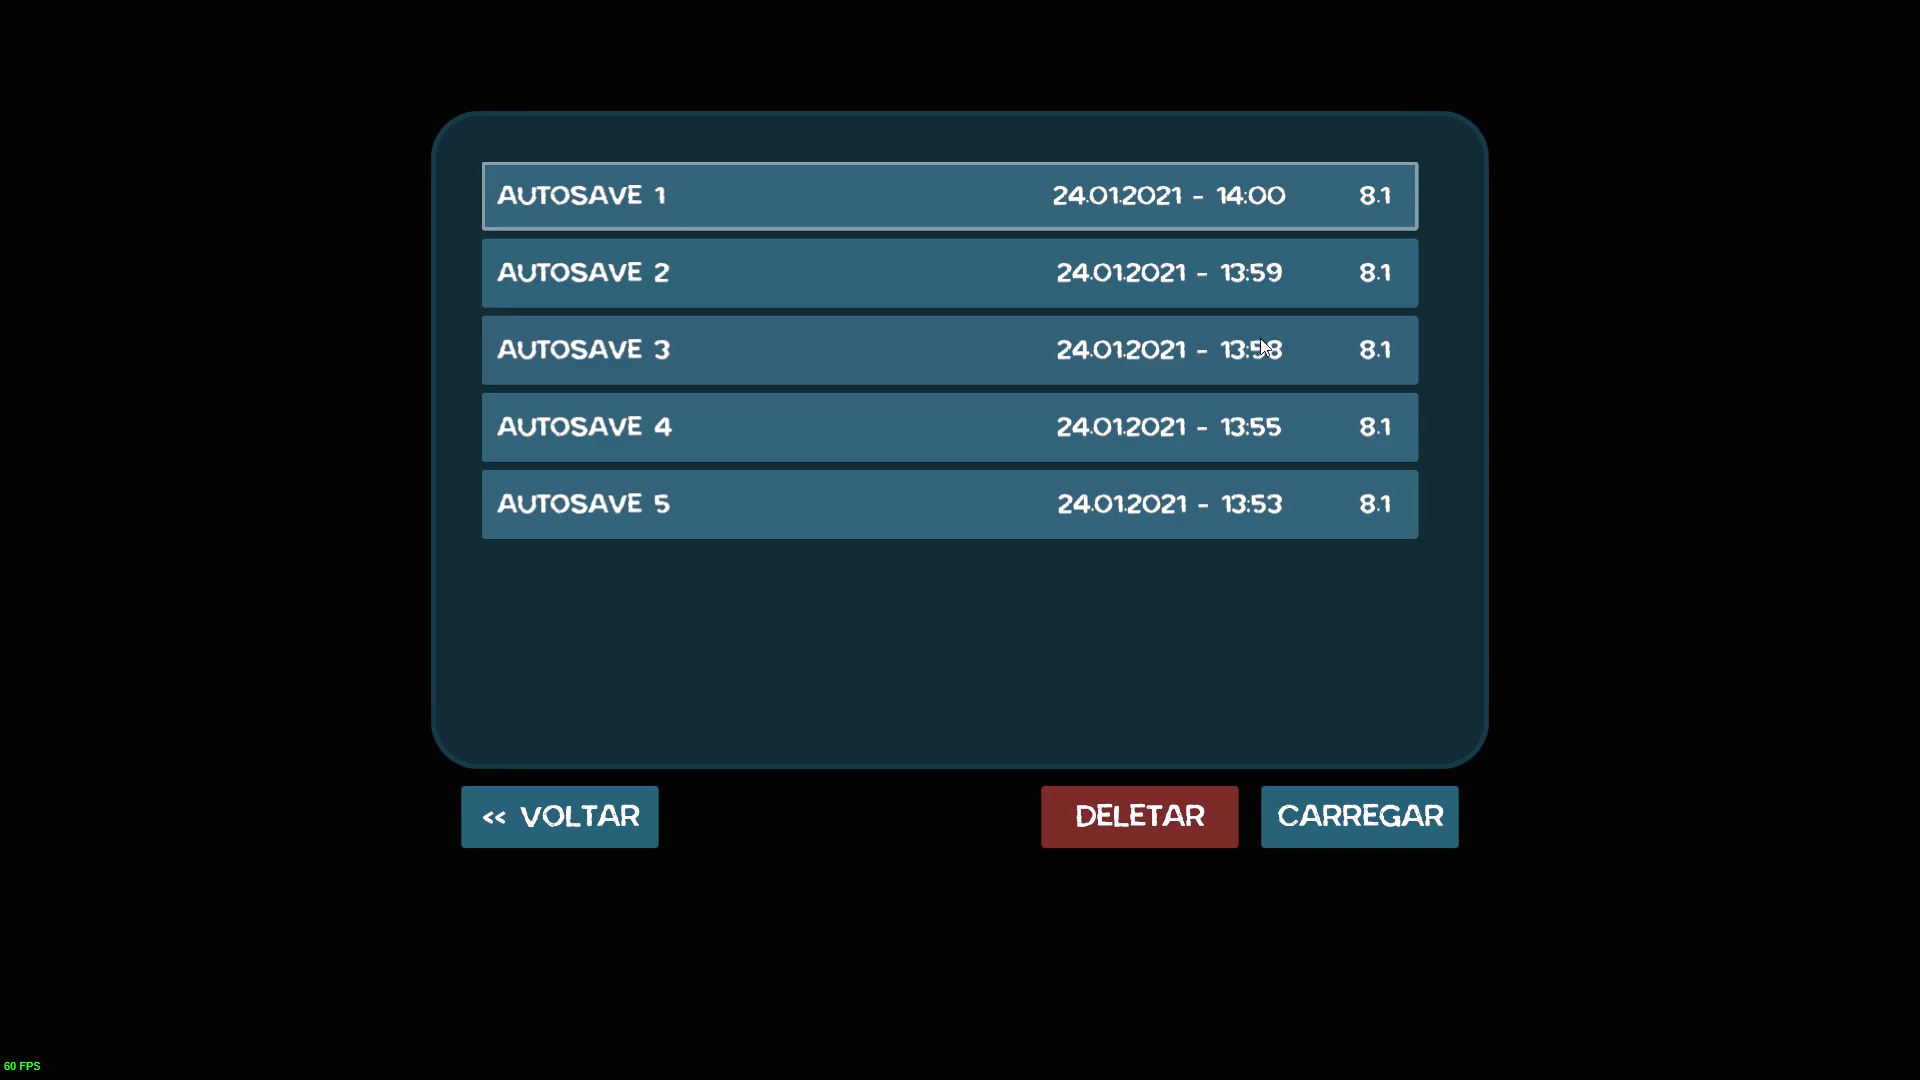 AUTOSAVE 1 24.01.2021 - 14:00 8.1
AUTOSAVE 2 24.01.2021 - 13:59 8.1
AUTOSAVE 3 24.01.2021 - 13:58 8.1
AUTOSAVE 4 24.01.2021 - 13:55 8.1
AUTOSAVE 5 24.01.2021 - 13:53 8.1
<< VOLTAR DELETAR CARREGAR
60 FPS